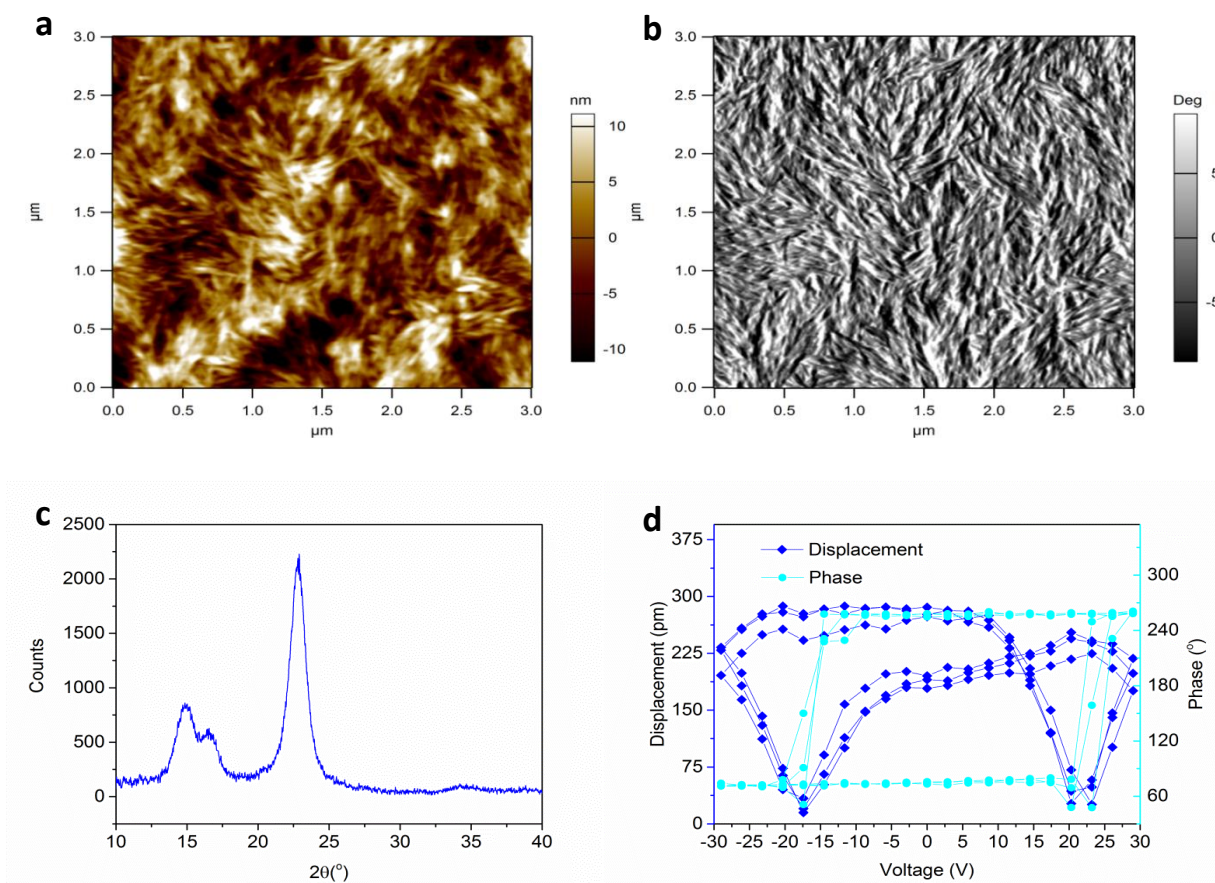 a
3.0
2.5
2.0
1.5
1.0
0.5
0.0
μm
0.0 0.5 1.0 1.5 2.0 2.5 3.0
μm
nm
10
5
0
-5
-10
b
3.0
2.5
2.0
1.5
1.0
0.5
0.0
μm
0.0 0.5 1.0 1.5 2.0 2.5 3.0
μm
Deg
5
0
-5
c
2500
2000
1500
1000
500
0
Counts
10 15 20 25 30 35 40
2θ(°)
d
375
300
225
150
75
0
Displacement (pm)
Displacement
Phase
300
240
180
120
60
Phase (°)
-30 -25 -20 -15 -10 -5 0 5 10 15 20 25 30
Voltage (V)